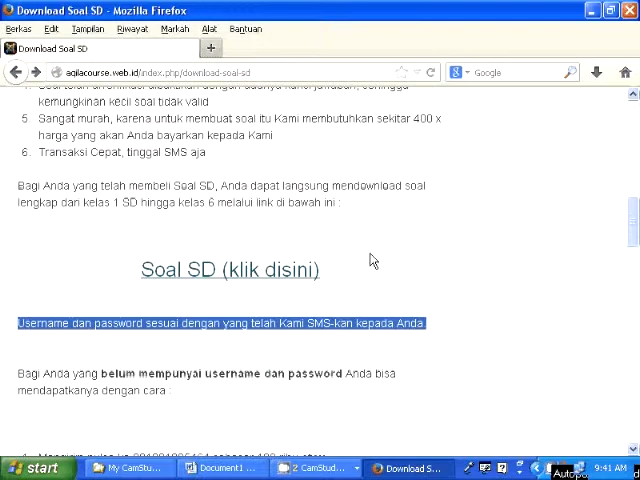 Download Soal SD - Mozilla Firefox
Berkas Edit Tampilan Riwayat Markah Alat Bantuan
Download Soal SD
aqilacourse.web.id/index.php/download-soal-sd
Google
kemungkinan kecil soal tidak valid
5. Sangat murah, karena untuk membuat soal itu Kami membutuhkan sekitar 400 x
harga yang akan Anda bayarkan kepada Kami
6. Transaksi Cepat, tinggal SMS aja
Bagi Anda yang telah membeli Soal SD, Anda dapat langsung mendownload soal
lengkap dari kelas 1 SD hingga kelas 6 melalui link di bawah ini :
Soal SD (klik disini)
Username dan password sesuai dengan yang telah Kami SMS-kan kepada Anda
Bagi Anda yang belum mempunyai username dan password Anda bisa
mendapatkanya dengan cara :
start
My CamStu...
Document1 ...
2 CamStud...
Download S...
9:41 AM